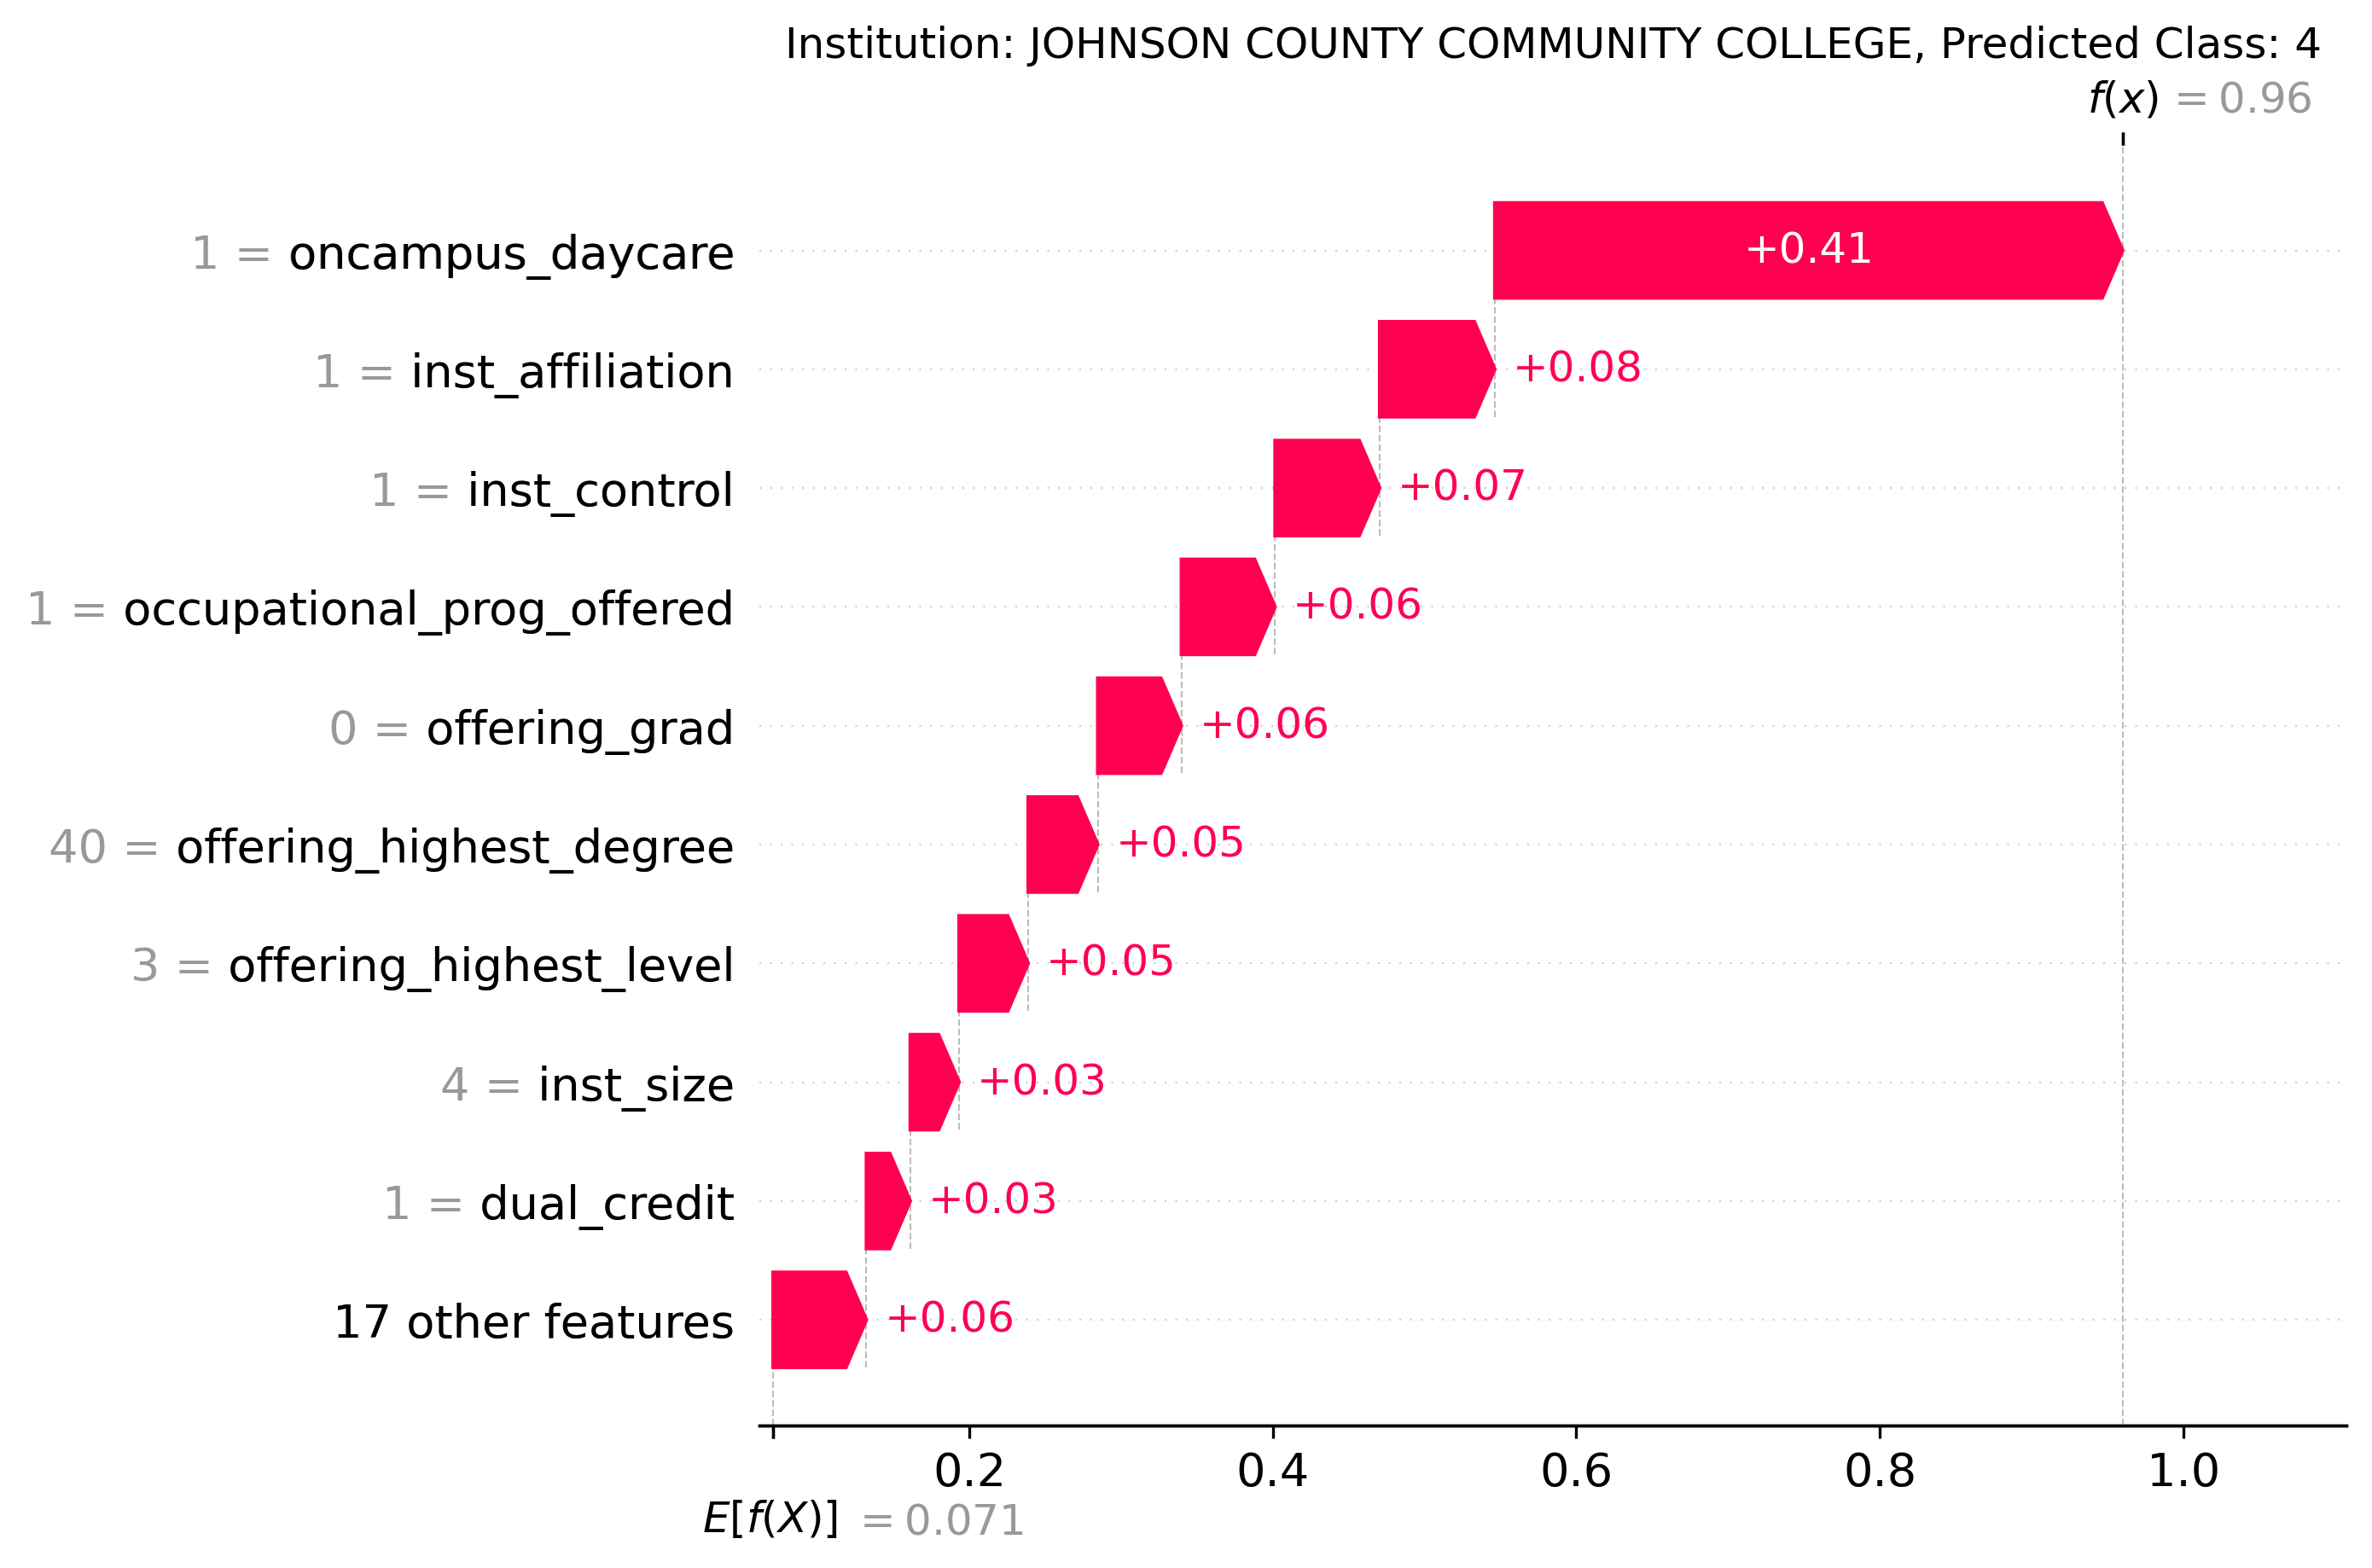 Institution: JOHNSON COUNTY COMMUNITY COLLEGE, Predicted Class: 4
f(x) = 0.96
1 = oncampus_daycare +0.41
1 = inst_affiliation +0.08
1 = inst_control +0.07
1 = occupational_prog_offered +0.06
0 = offering_grad +0.06
40 = offering_highest_degree +0.05
3 = offering_highest_level +0.05
4 = inst_size +0.03
1 = dual_credit +0.03
17 other features +0.06
0.2 0.4 0.6 0.8 1.0
E[f(X)] = 0.071